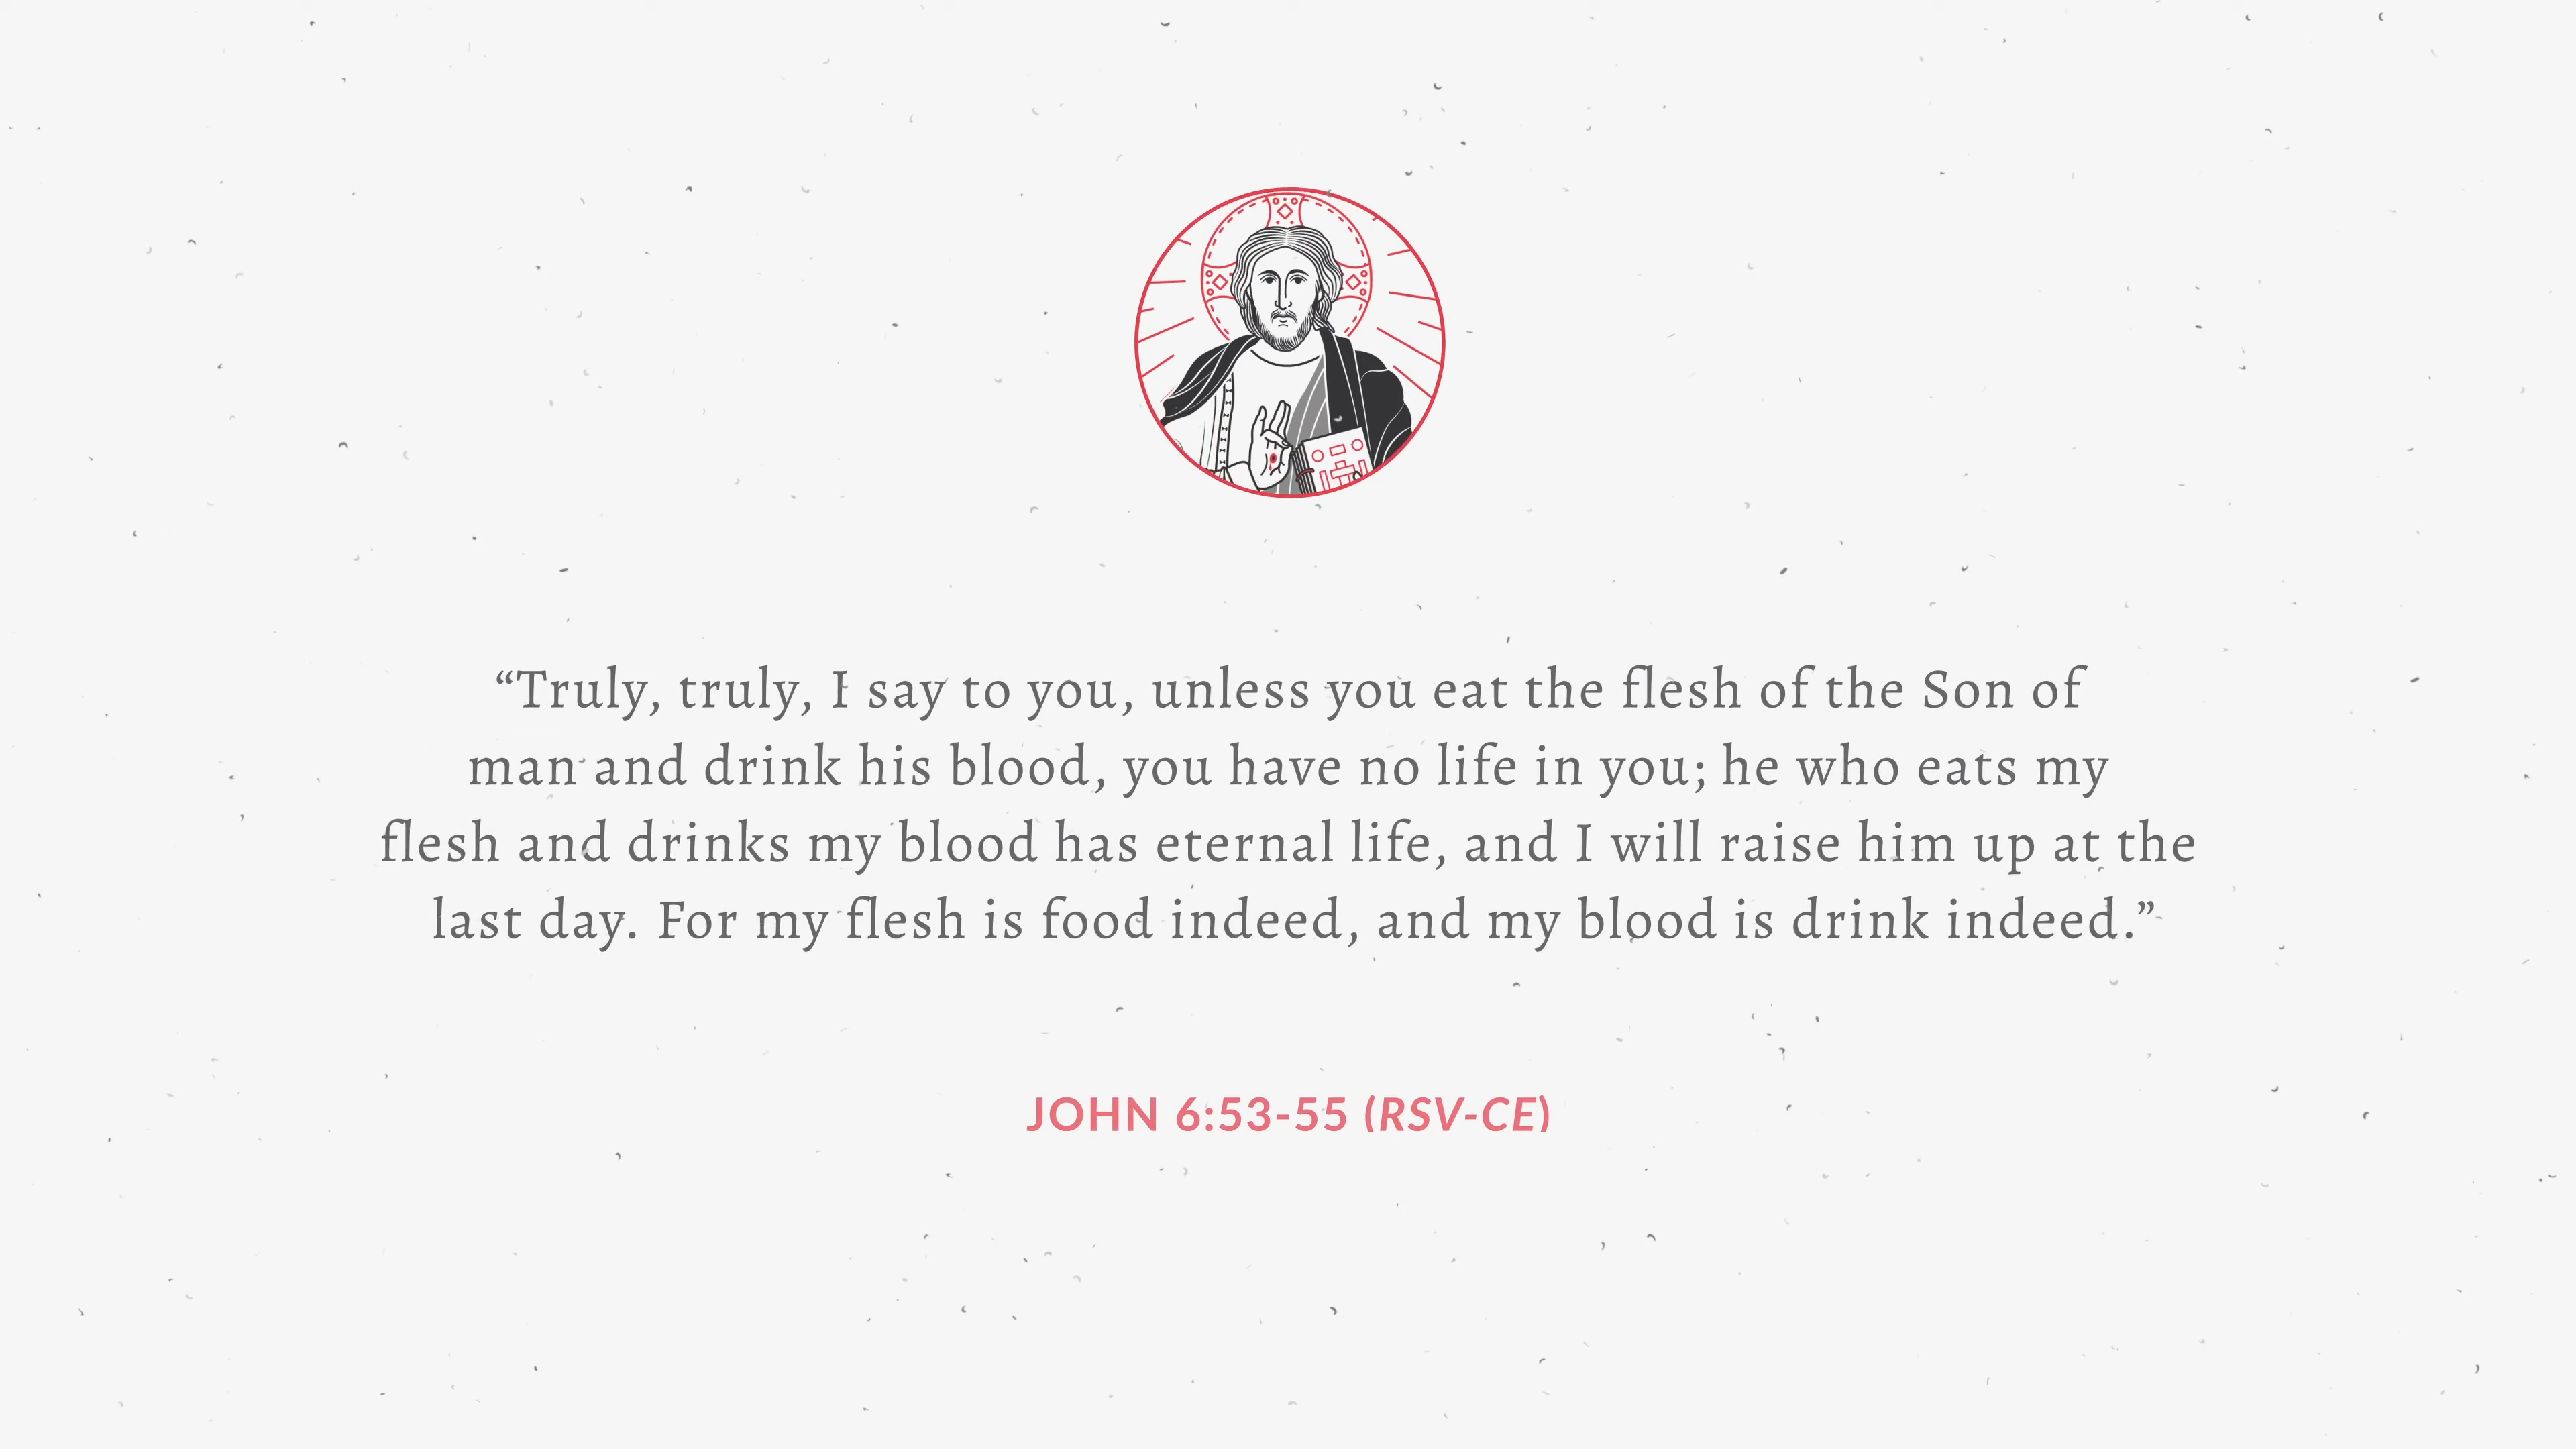 “Truly, truly, I say to you, unless you eat the flesh of the Son of
man and drink his blood, you have no life in you; he who eats my
flesh and drinks my blood has eternal life, and I will raise him up at the
last day. For my flesh is food indeed, and my blood is drink indeed.”
JOHN 6:53-55 (RSV-CE)